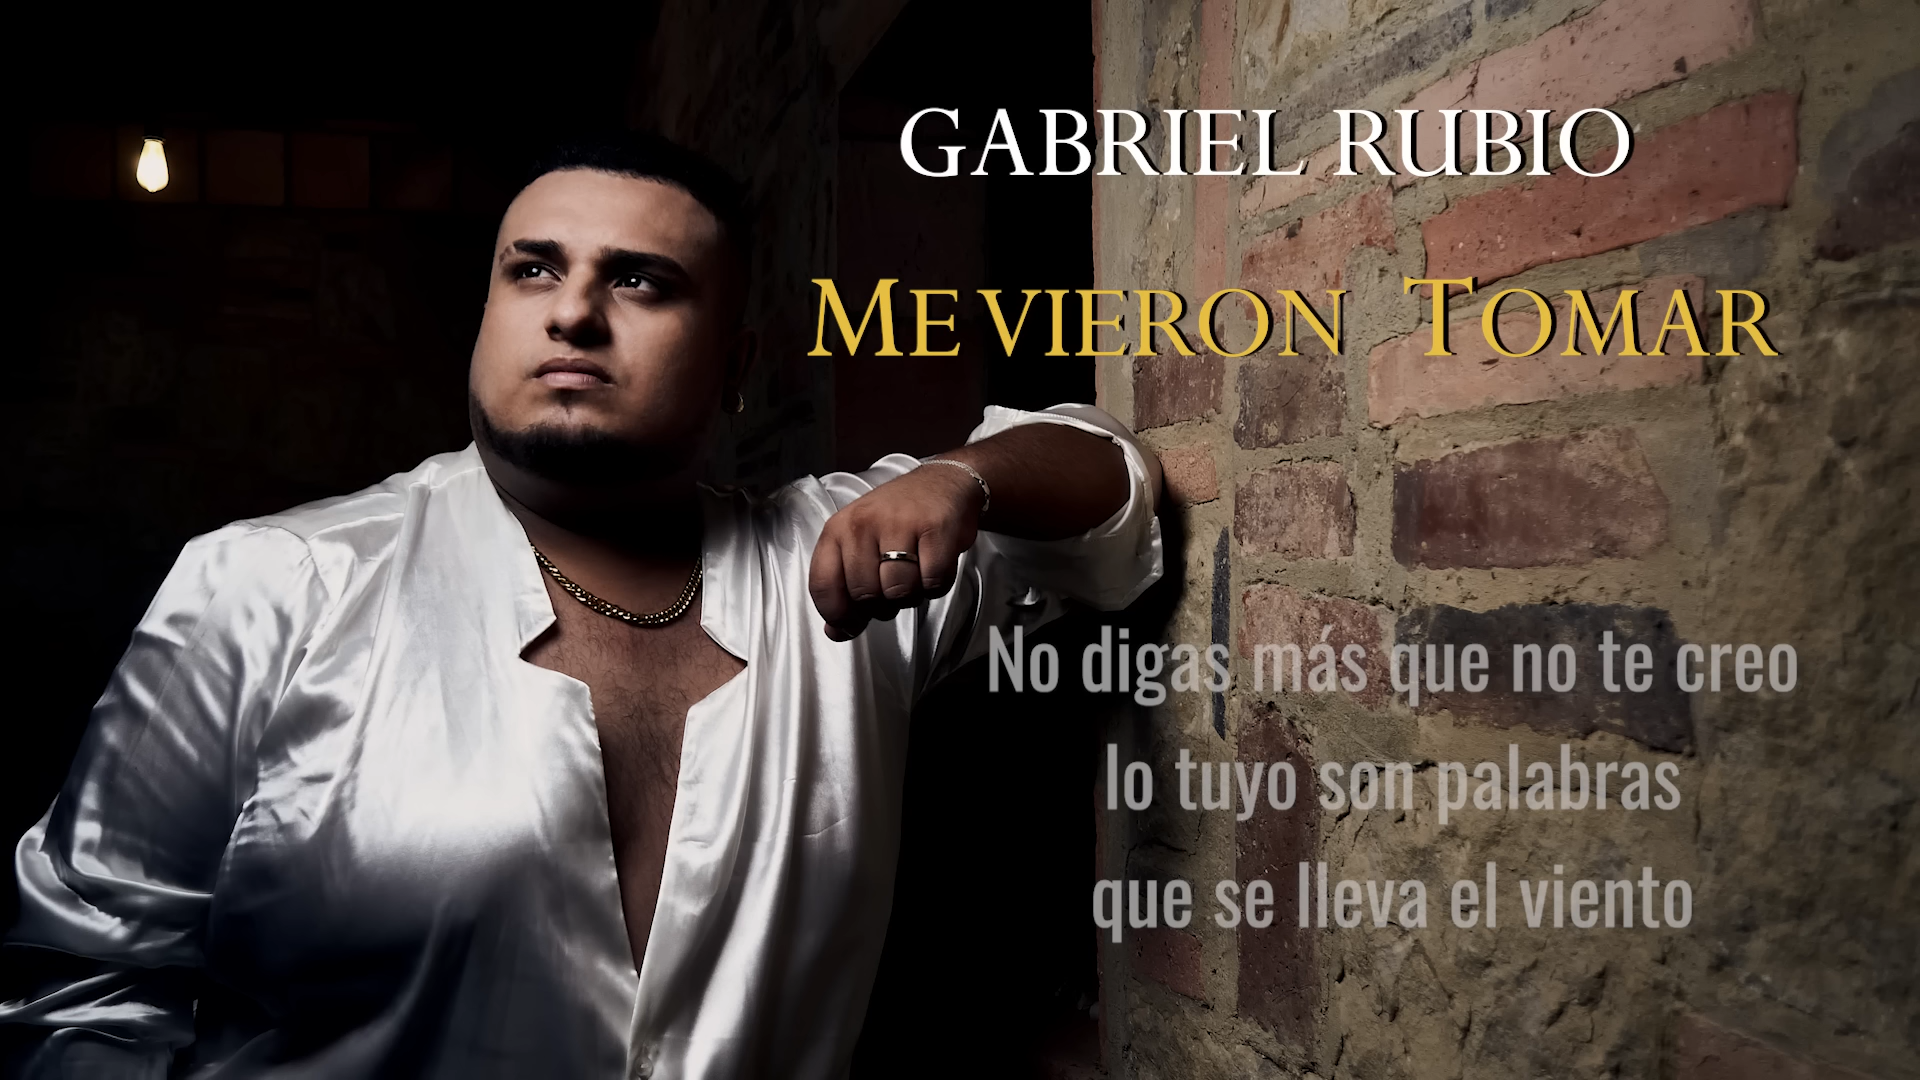 GABRIEL RUBIO
ME VIERON TOMAR
No digas más que no te creo
lo tuyo son palabras
que se lleva el viento